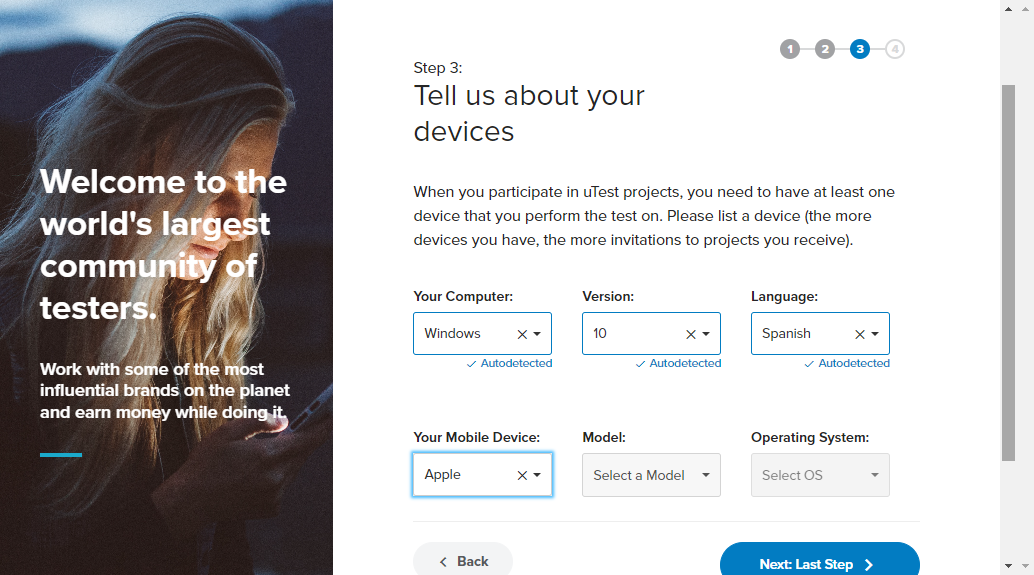 Welcome to the
world's largest
community of
testers.
Work with some of the most
influential brands on the planet
and earn money while doing it.
1 2 3 4
Step 3:
Tell us about your
devices
When you participate in uTest projects, you need to have at least one
device that you perform the test on. Please list a device (the more
devices you have, the more invitations to projects you receive).
Your Computer: Version: Language:
Windows 10 Spanish
Autodetected Autodetected Autodetected
Your Mobile Device: Model: Operating System:
Apple Select a Model Select OS
Back Next: Last Step